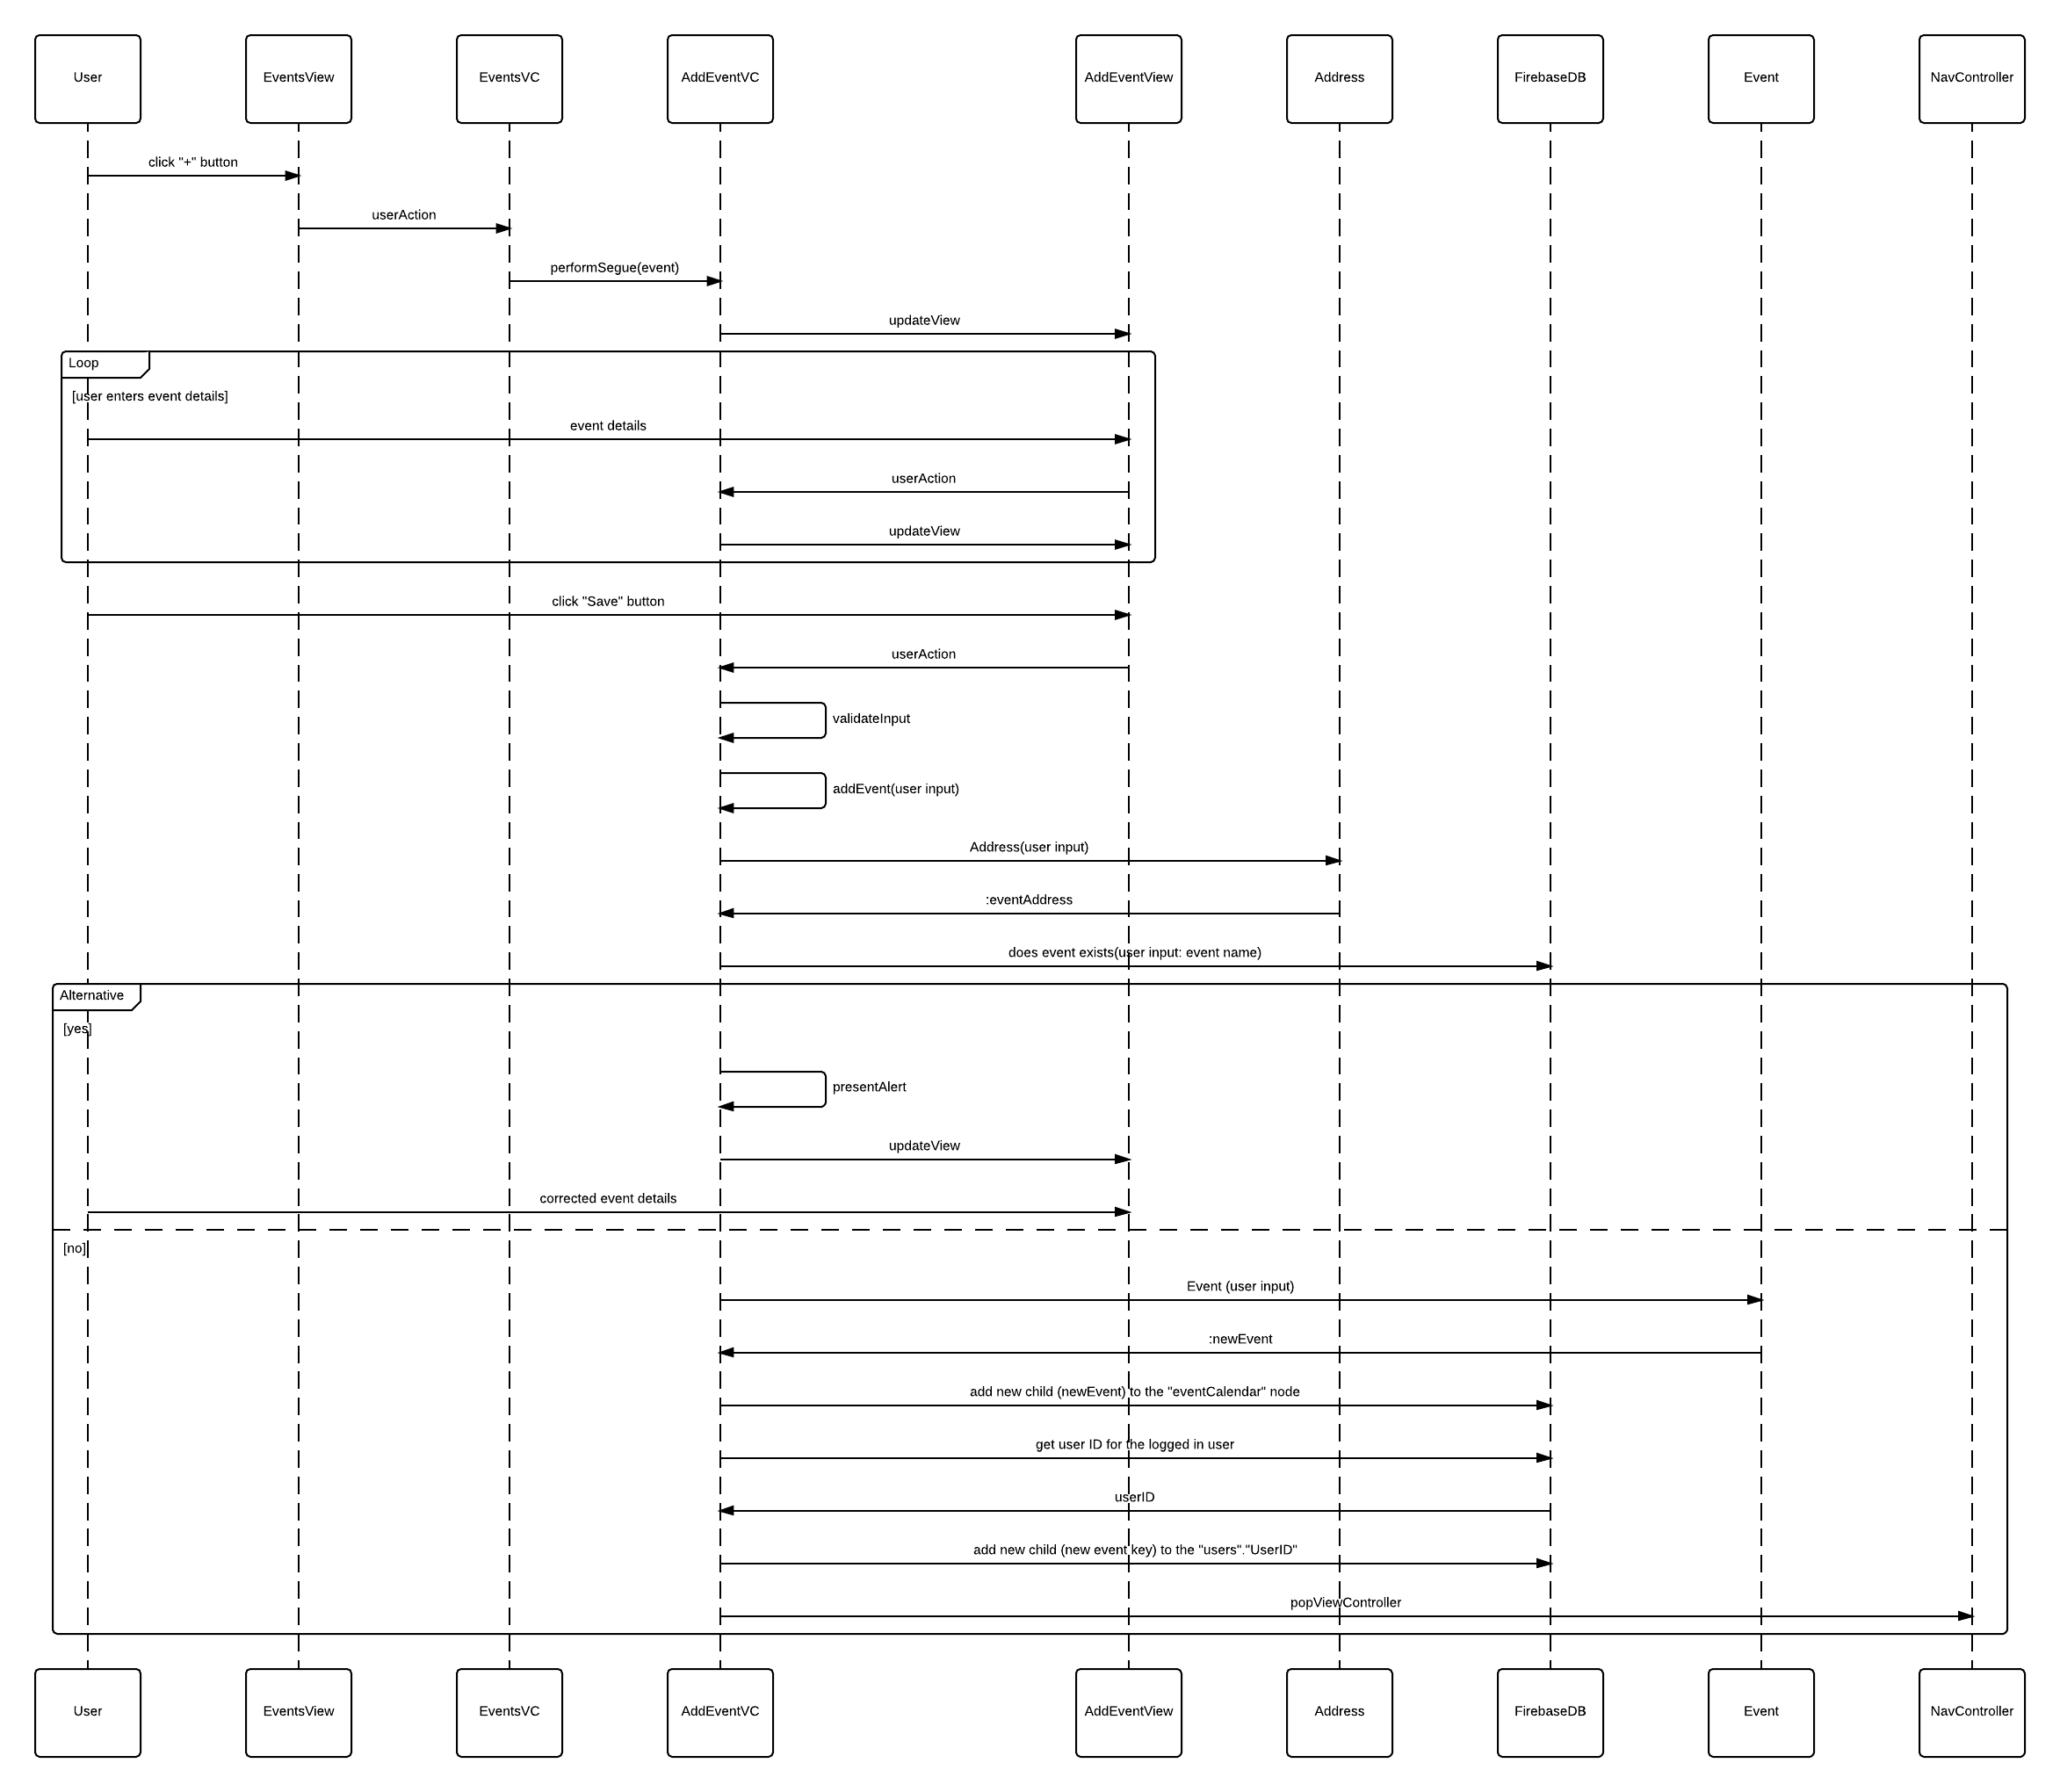 User
EventsView
EventsVC
AddEventVC
AddEventView
Address
FirebaseDB
Event
NavController
click "+" button
userAction
performSegue(event)
updateView
Loop
[user enters event details]
event details
userAction
updateView
click "Save" button
userAction
validateInput
addEvent(user input)
Address(user input)
:eventAddress
does event exists(user input: event name)
Alternative
[yes]
presentAlert
updateView
corrected event details
[no]
Event (user input)
:newEvent
add new child (newEvent) to the "eventCalendar" node
get user ID for the logged in user
userID
add new child (new event key) to the "users"."UserID"
popViewController
User
EventsView
EventsVC
AddEventVC
AddEventView
Address
FirebaseDB
Event
NavController